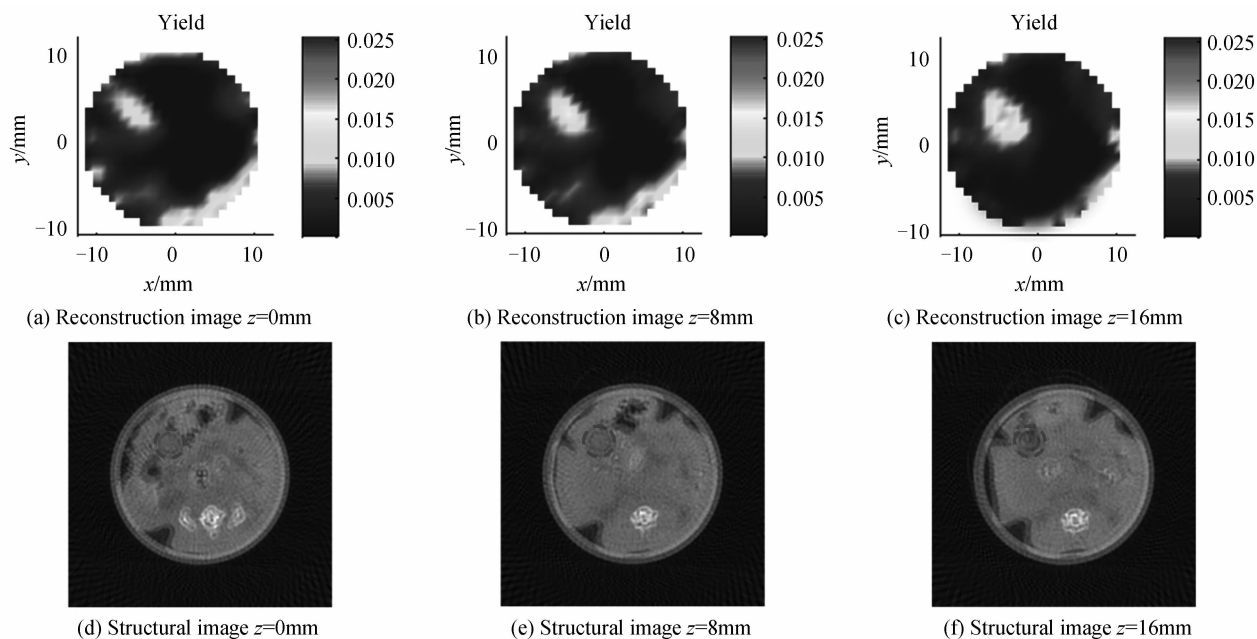 Yield
10
0
−10
y/mm
−10 0 10
x/mm
0.025
0.020
0.015
0.010
0.005
(a) Reconstruction image z=0mm
Yield
10
0
−10
y/mm
−10 0 10
x/mm
0.025
0.020
0.015
0.010
0.005
(b) Reconstruction image z=8mm
Yield
10
0
−10
y/mm
−10 0 10
x/mm
0.025
0.020
0.015
0.010
0.005
(c) Reconstruction image z=16mm
(d) Structural image z=0mm
(e) Structural image z=8mm
(f) Structural image z=16mm